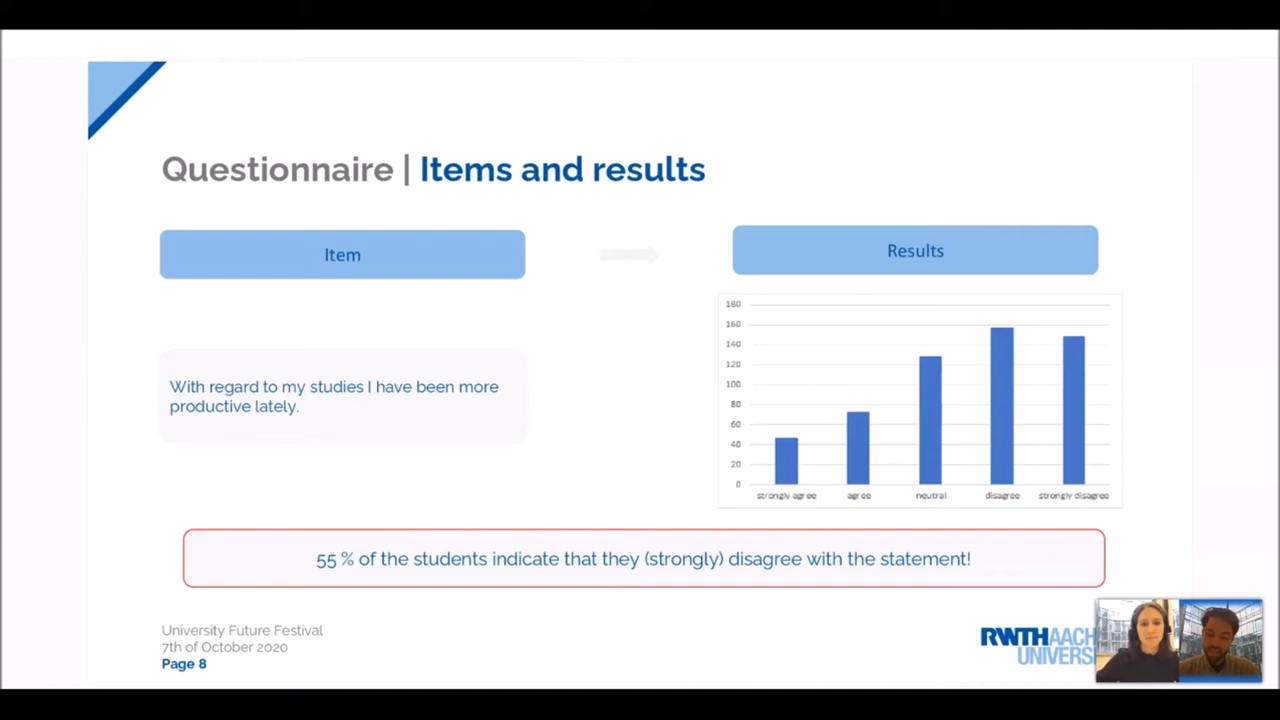 Questionnaire | Items and results
Item
Results
With regard to my studies I have been more
productive lately.
180
160
140
120
100
80
60
40
20
0
strongly agree
agree
neutral
disagree
strongly disagree
55 % of the students indicate that they (strongly) disagree with the statement!
University Future Festival
7th of October 2020
Page 8
RWTHAACH
UNIVERS